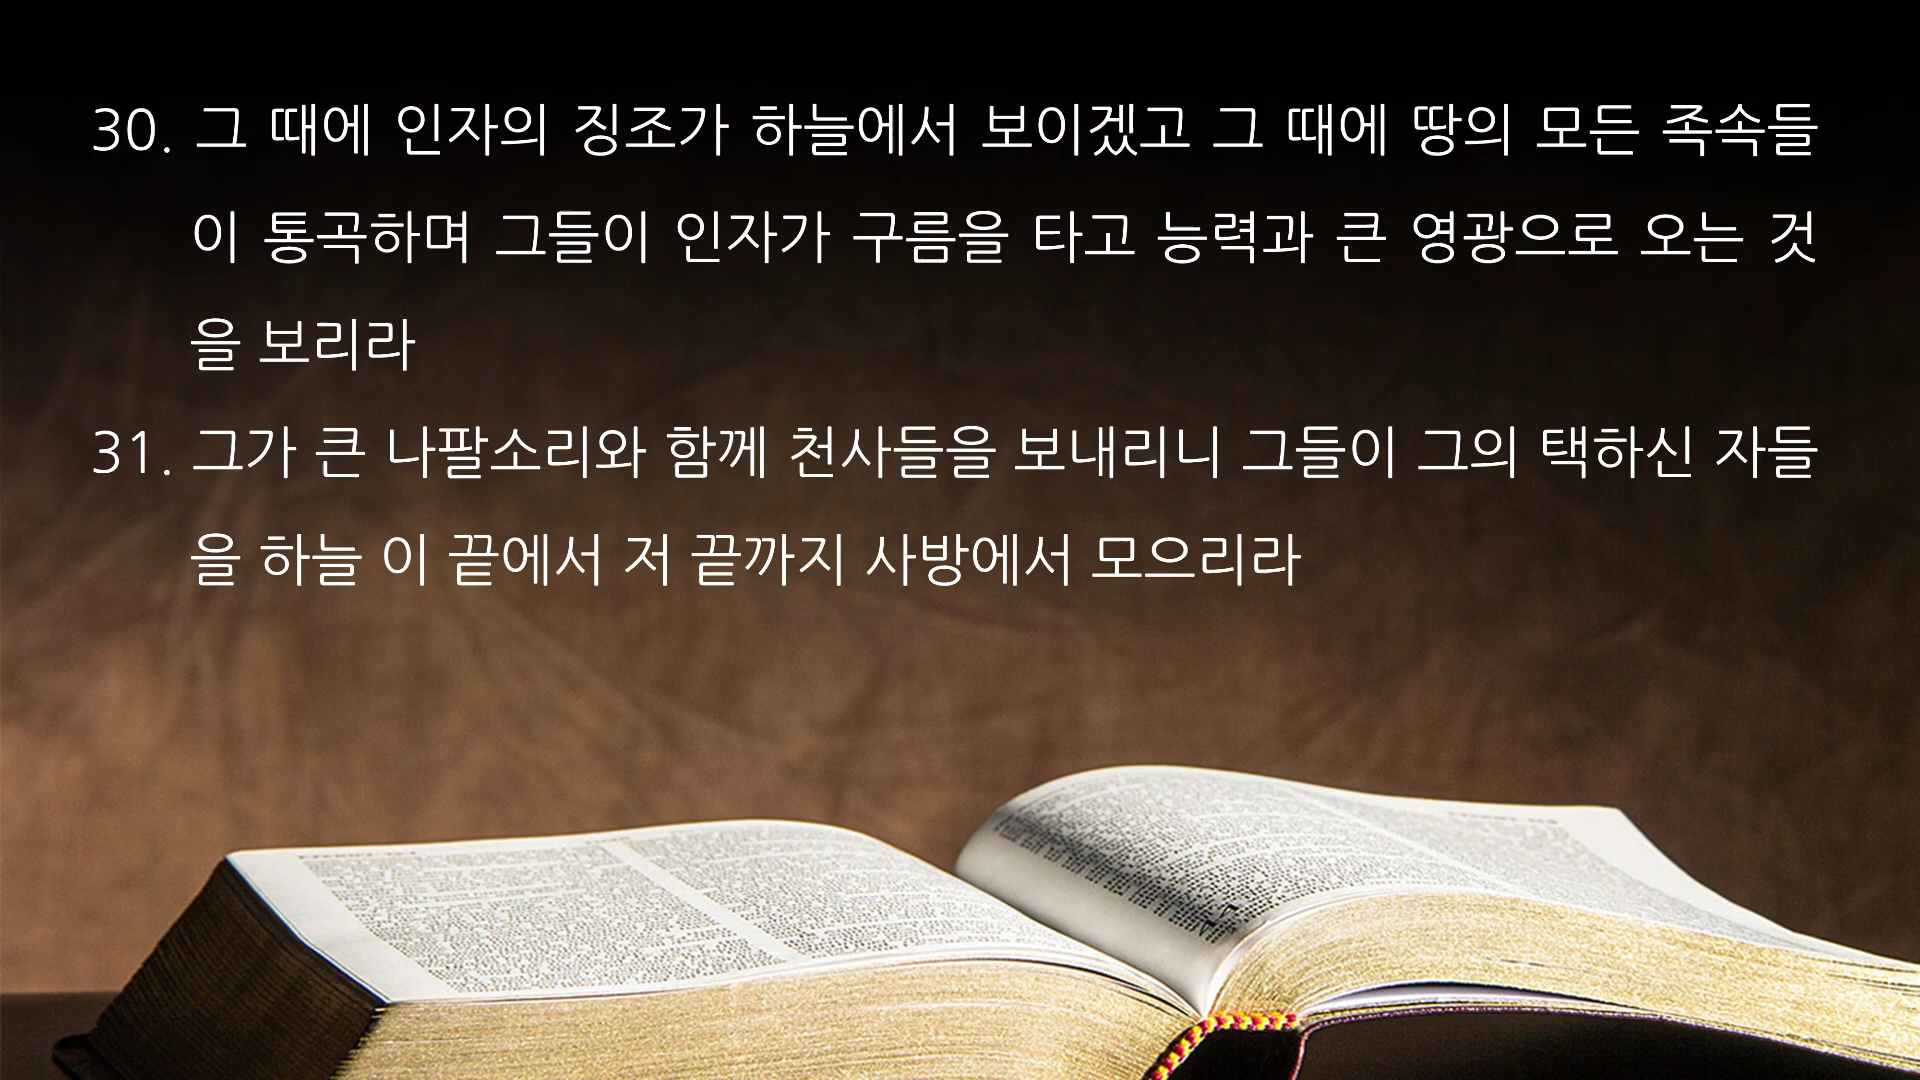 30. 그 때에 인자의 징조가 하늘에서 보이겠고 그 때에 땅의 모든 족속들
이 통곡하며 그들이 인자가 구름을 타고 능력과 큰 영광으로 오는 것
을 보리라
31. 그가 큰 나팔소리와 함께 천사들을 보내리니 그들이 그의 택하신 자들
을 하늘 이 끝에서 저 끝까지 사방에서 모으리라